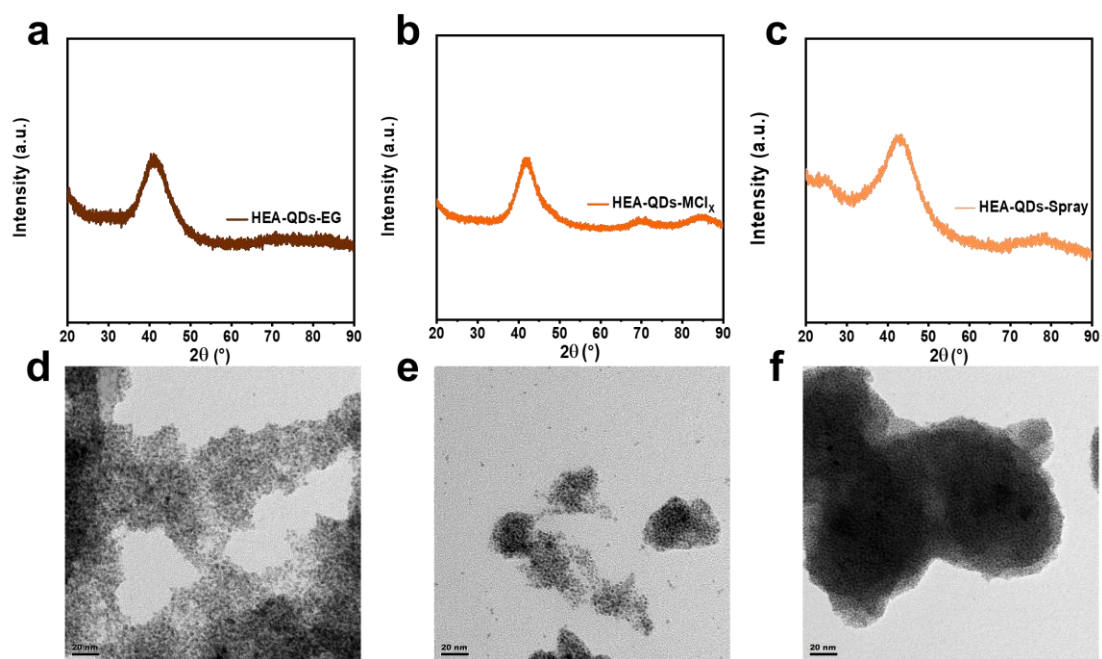 a
Intensity (a.u.)
HEA-QDs-EG
20 30 40 50 60 70 80 90
2θ (°)
b
Intensity (a.u.)
HEA-QDs-MClX
20 30 40 50 60 70 80 90
2θ (°)
c
Intensity (a.u.)
HEA-QDs-Spray
20 30 40 50 60 70 80 90
2θ (°)
d
20 nm
e
20 nm
f
20 nm